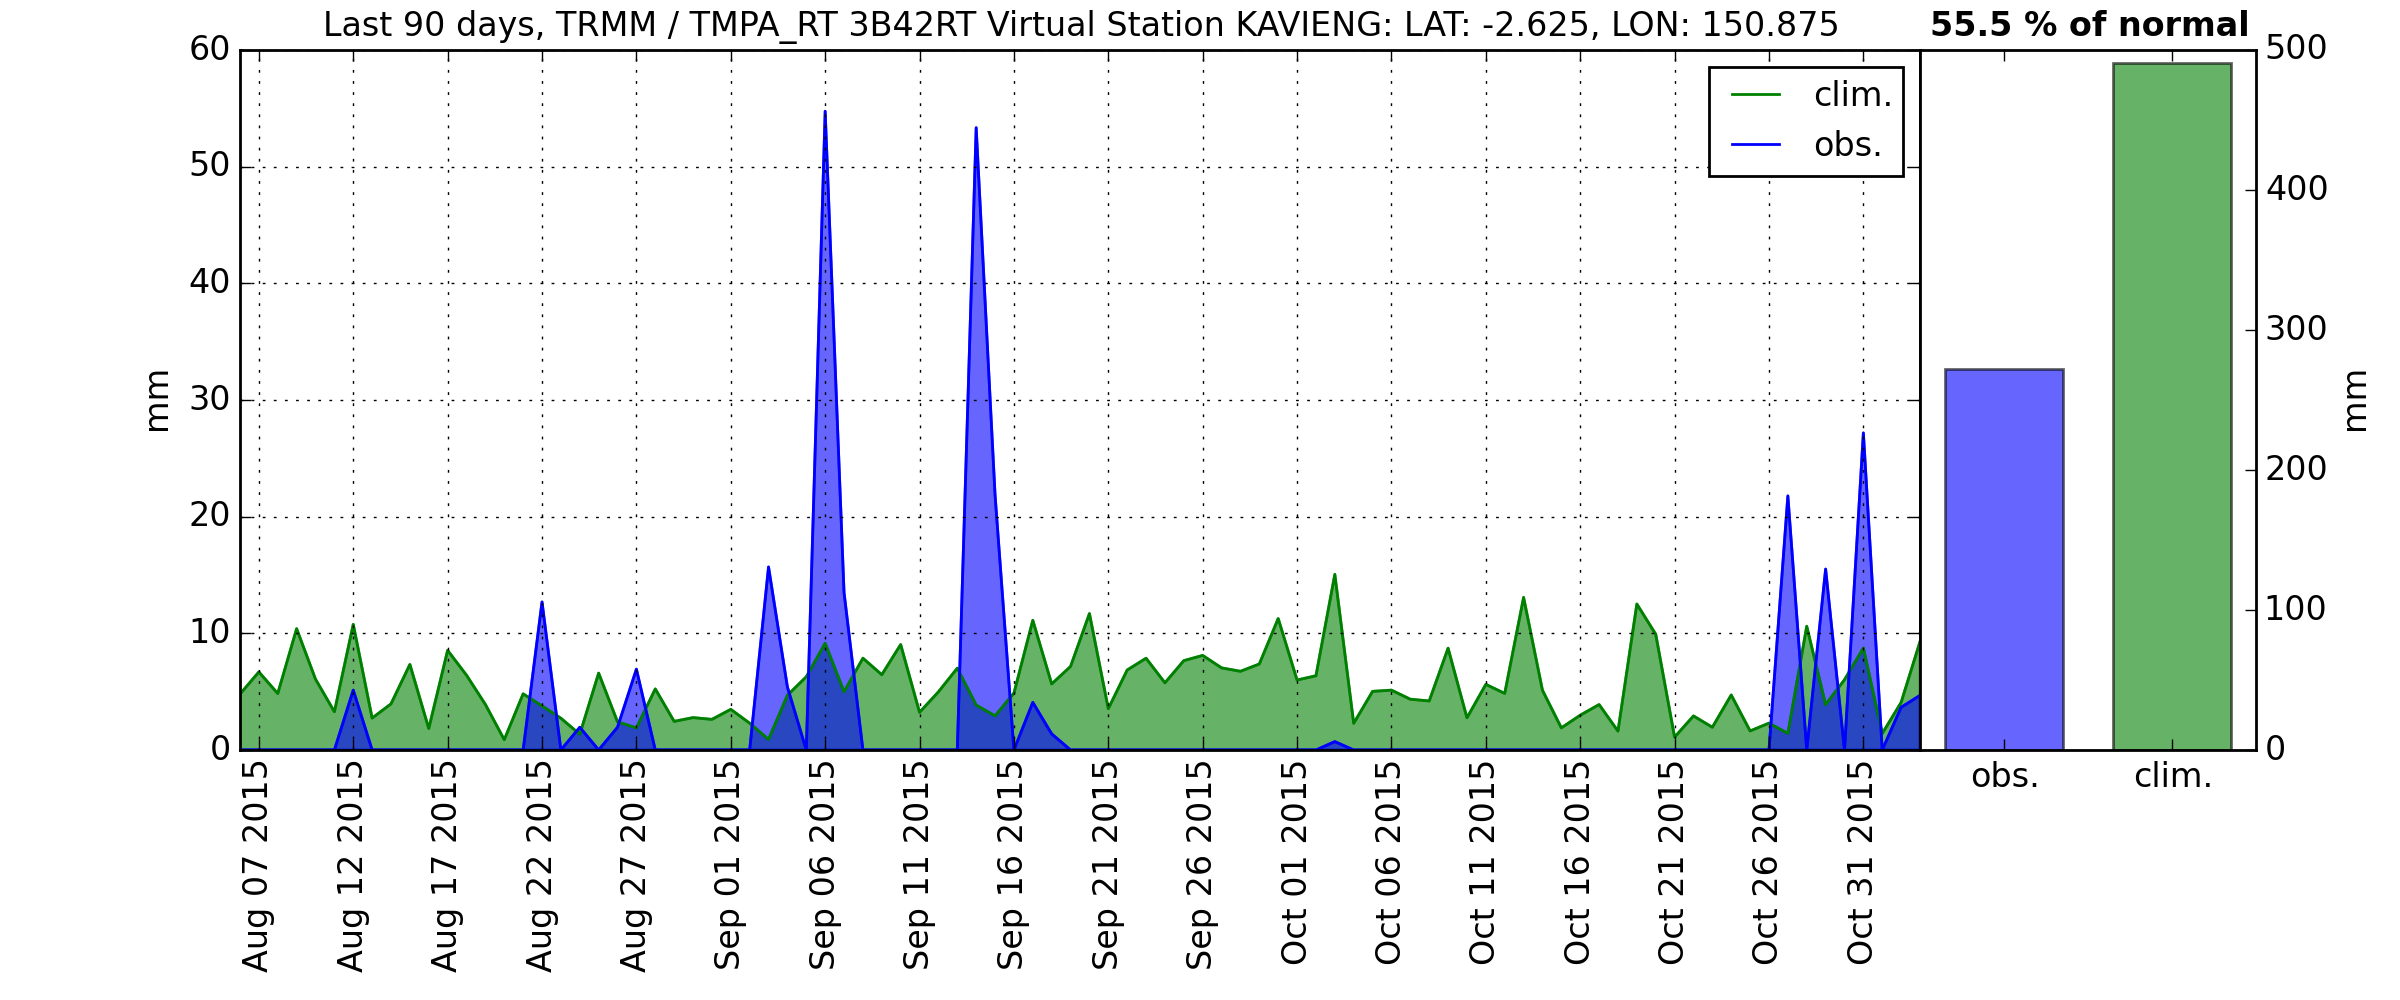 Last 90 days, TRMM / TMPA_RT 3B42RT Virtual Station KAVIENG: LAT: -2.625, LON: 150.875
55.5 % of normal
60
50
40
30
20
10
0
mm
clim.
obs.
500
400
300
200
100
0
mm
Aug 07 2015
Aug 12 2015
Aug 17 2015
Aug 22 2015
Aug 27 2015
Sep 01 2015
Sep 06 2015
Sep 11 2015
Sep 16 2015
Sep 21 2015
Sep 26 2015
Oct 01 2015
Oct 06 2015
Oct 11 2015
Oct 16 2015
Oct 21 2015
Oct 26 2015
Oct 31 2015
obs.
clim.